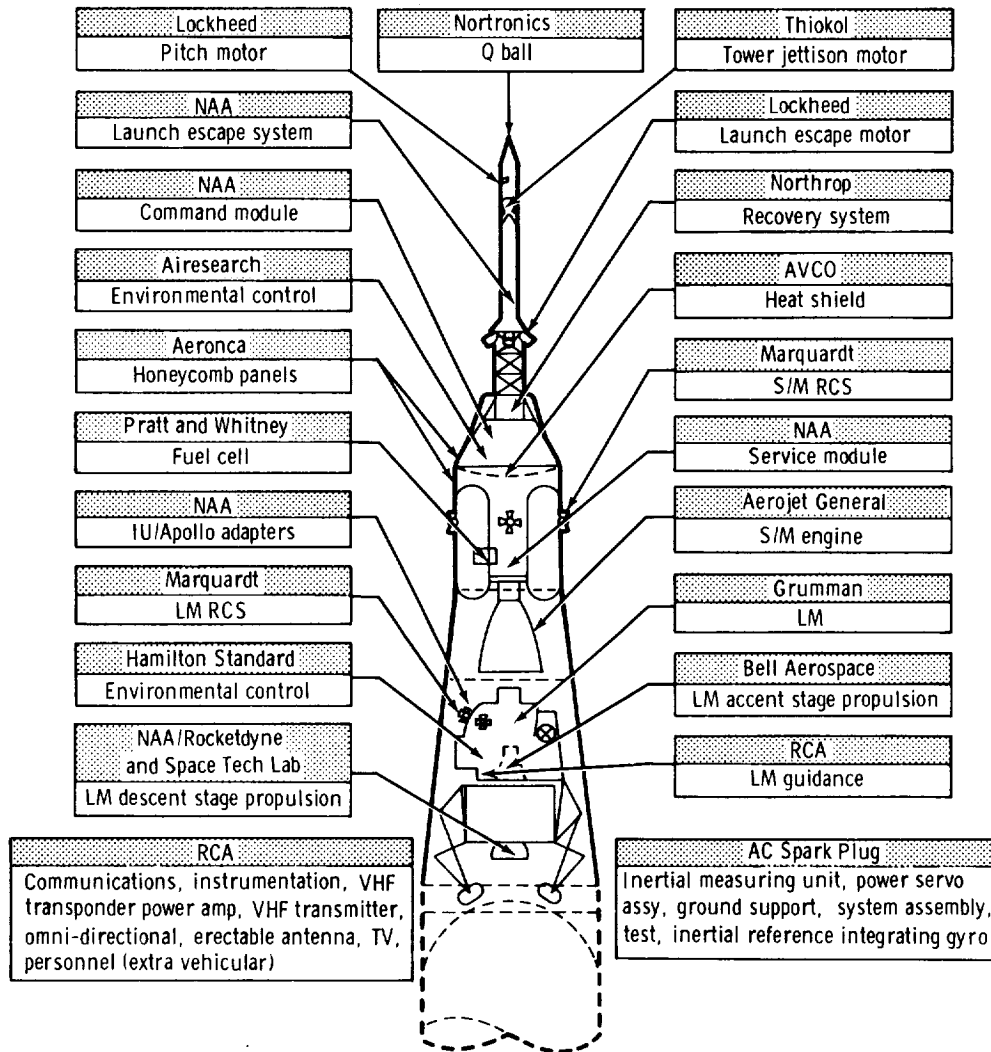 Lockheed
Pitch motor
Nortronics
Q ball
Thiokol
Tower jettison motor
NAA
Launch escape system
Lockheed
Launch escape motor
NAA
Command module
Northrop
Recovery system
Airesearch
Environmental control
AVCO
Heat shield
Aeronca
Honeycomb panels
Marquardt
S/M RCS
Pratt and Whitney
Fuel cell
NAA
Service module
NAA
IU/Apollo adapters
Aerojet General
S/M engine
Marquardt
LM RCS
Grumman
LM
Hamilton Standard
Environmental control
Bell Aerospace
LM accent stage propulsion
NAA/Rocketdyne
and Space Tech Lab
LM descent stage propulsion
RCA
LM guidance
RCA
Communications, instrumentation, VHF
transponder power amp, VHF transmitter,
omni-directional, erectable antenna, TV,
personnel (extra vehicular)
AC Spark Plug
Inertial measuring unit, power servo
assy, ground support, system assembly,
test, inertial reference integrating gyro